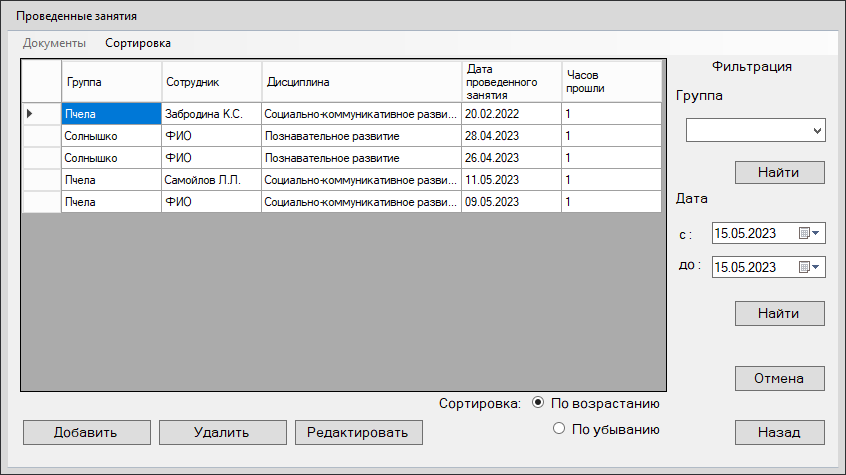 Проведенные занятия
Документы Сортировка
Группа Сотрудник Дисциплина Дата проведенного занятия Часов прошли
Пчела Забродина К.С. Социально-коммуникативное разви... 20.02.2022 1
Солнышко ФИО Познавательное развитие 28.04.2023 1
Солнышко ФИО Познавательное развитие 26.04.2023 1
Пчела Самойлов Л.П. Социально-коммуникативное разви... 11.05.2023 1
Пчела ФИО Социально-коммуникативное разви... 09.05.2023 1
Фильтрация
Группа
Найти
Дата
с : 15.05.2023
до : 15.05.2023
Найти
Отмена
Сортировка: По возрастанию
По убыванию
Добавить Удалить Редактировать Назад